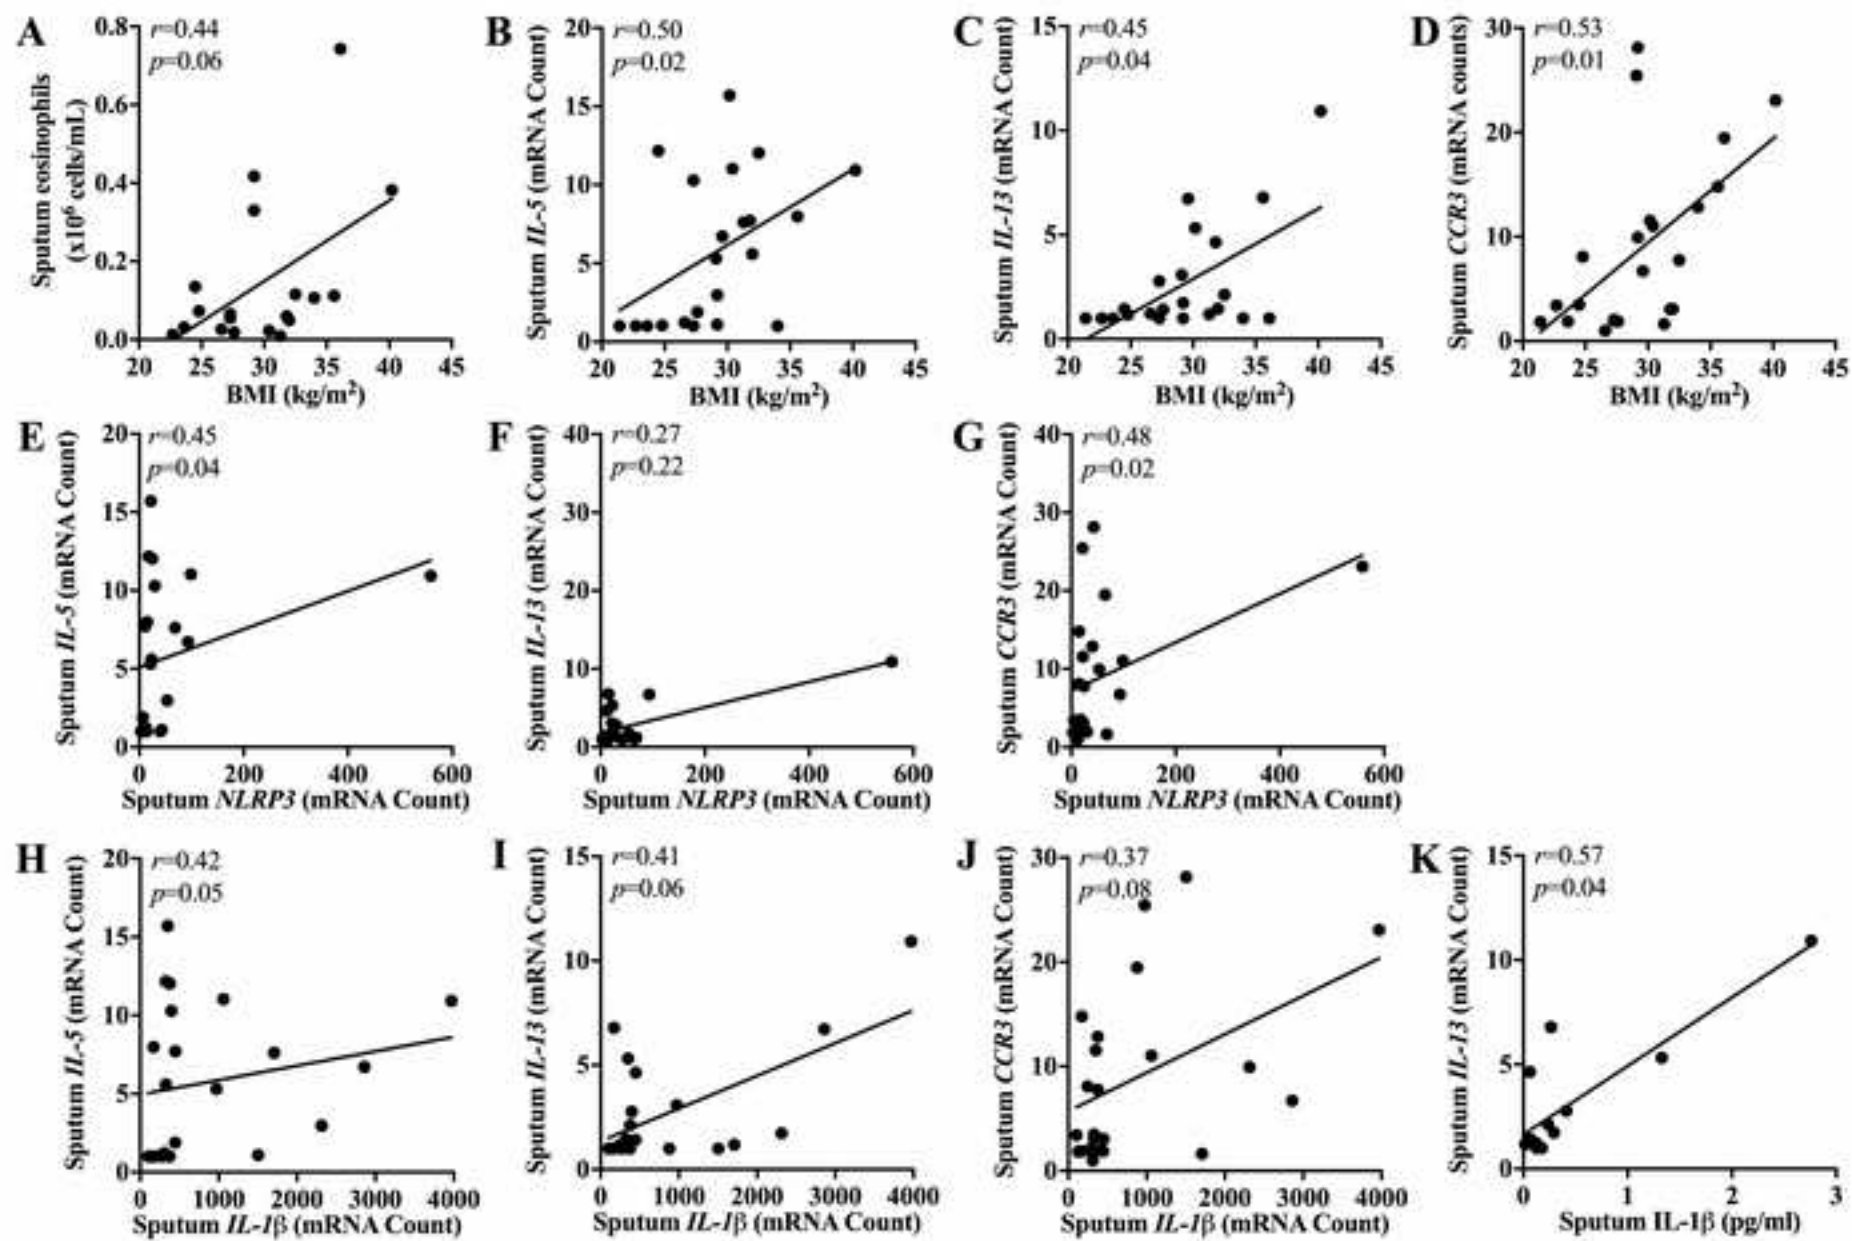 A
r=0.44
p=0.06
0.8
0.6
0.4
0.2
0.0
Sputum eosinophils
(x10⁶ cells/mL)
20 25 30 35 40 45
BMI (kg/m²)
B
r=0.50
p=0.02
20
15
10
5
0
Sputum IL-5 (mRNA Count)
20 25 30 35 40 45
BMI (kg/m²)
C
r=0.45
p=0.04
15
10
5
0
Sputum IL-13 (mRNA Count)
20 25 30 35 40 45
BMI (kg/m²)
D
r=0.53
p=0.01
30
20
10
0
Sputum CCR3 (mRNA counts)
20 25 30 35 40 45
BMI (kg/m²)
E
r=0.45
p=0.04
20
15
10
5
0
Sputum IL-5 (mRNA Count)
0 200 400 600
Sputum NLRP3 (mRNA Count)
F
r=0.27
p=0.22
40
30
20
10
0
Sputum IL-13 (mRNA Count)
0 200 400 600
Sputum NLRP3 (mRNA Count)
G
r=0.48
p=0.02
40
30
20
10
0
Sputum CCR3 (mRNA Count)
0 200 400 600
Sputum NLRP3 (mRNA Count)
H
r=0.42
p=0.05
20
15
10
5
0
Sputum IL-5 (mRNA Count)
0 1000 2000 3000 4000
Sputum IL-1β (mRNA Count)
I
r=0.41
p=0.06
15
10
5
0
Sputum IL-13 (mRNA Count)
0 1000 2000 3000 4000
Sputum IL-1β (mRNA Count)
J
r=0.37
p=0.08
30
20
10
0
Sputum CCR3 (mRNA Count)
0 1000 2000 3000 4000
Sputum IL-1β (mRNA Count)
K
r=0.57
p=0.04
15
10
5
0
Sputum IL-13 (mRNA Count)
0 1 2 3
Sputum IL-1β (pg/ml)